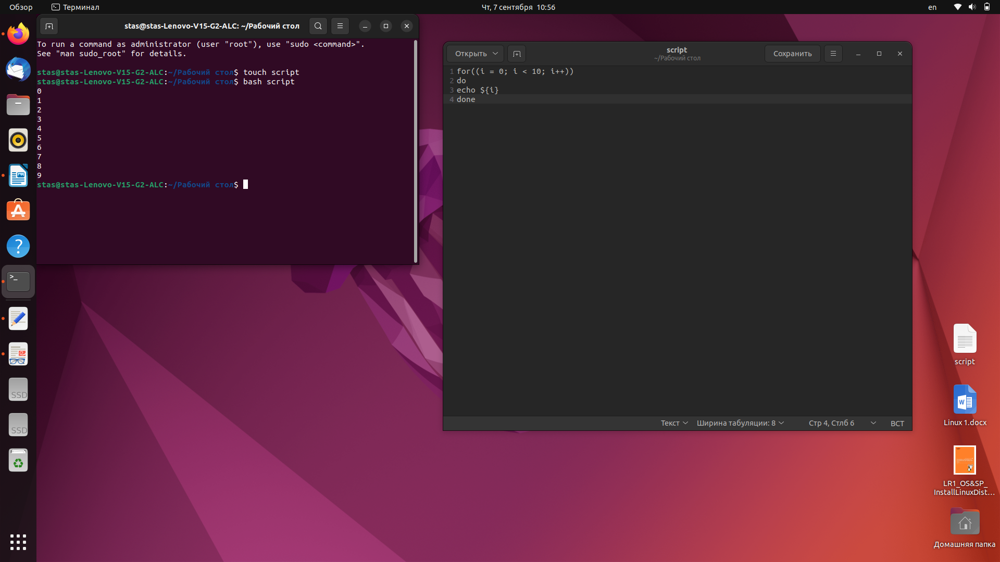 Обзор
Терминал
Чт, 7 сентября  10:56
en
stas@stas-Lenovo-V15-G2-ALC: ~/Рабочий стол
To run a command as administrator (user "root"), use "sudo <command>".
See "man sudo_root" for details.
stas@stas-Lenovo-V15-G2-ALC:~/Рабочий стол$ touch script
stas@stas-Lenovo-V15-G2-ALC:~/Рабочий стол$ bash script
0
1
2
3
4
5
6
7
8
9
stas@stas-Lenovo-V15-G2-ALC:~/Рабочий стол$
Открыть
script
~/Рабочий стол
Сохранить
1 for((i = 0; i < 10; i++))
2 do
3 echo ${i}
4 done
Текст
Ширина табуляции: 8
Стр 4, Стлб 6
ВСТ
SSD
SSD
script
Linux 1.docx
LR1_OS&SP_
InstallLinuxDist...
Домашняя папка